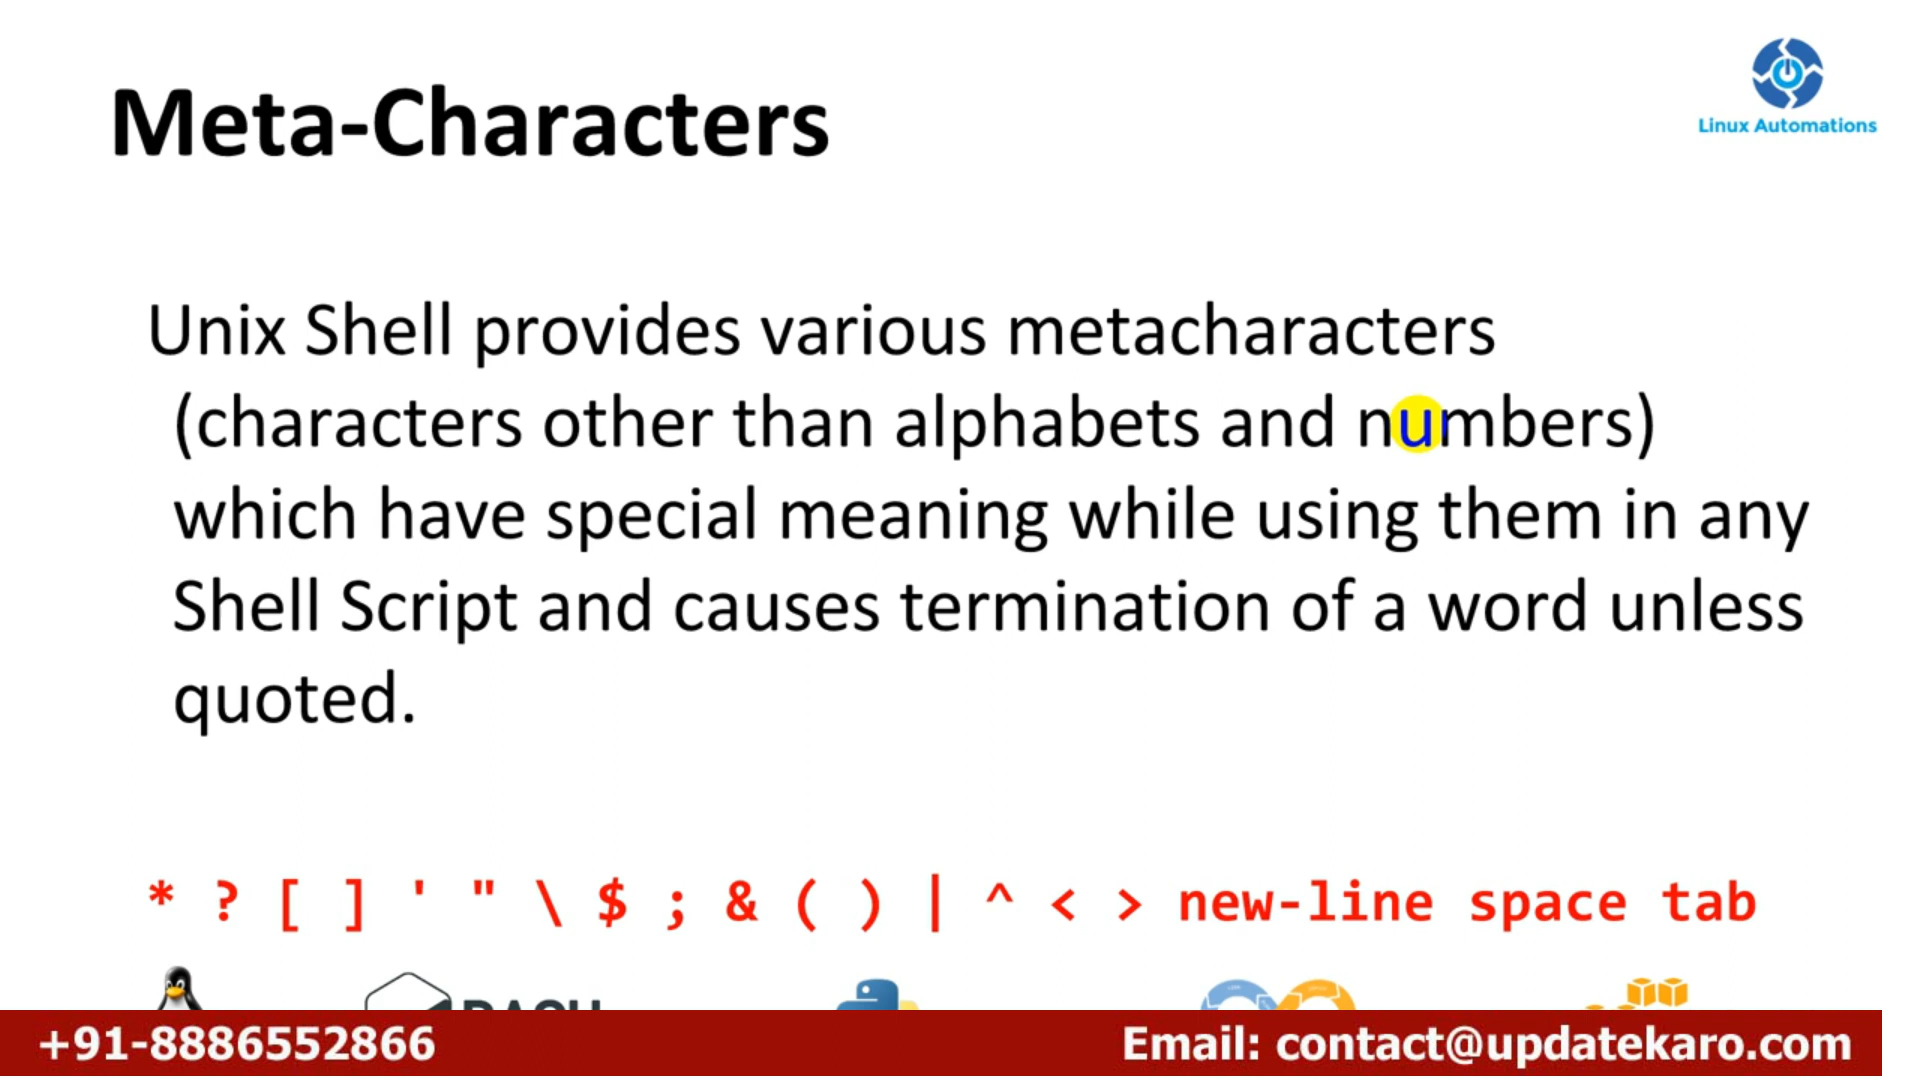 Meta-Characters
Linux Automations
Unix Shell provides various metacharacters
(characters other than alphabets and numbers)
which have special meaning while using them in any
Shell Script and causes termination of a word unless
quoted.
* ? [ ] ' " \ $ ; & ( ) | ^ < > new-line space tab
BASH
+91-8886552866
Email: contact@updatekaro.com